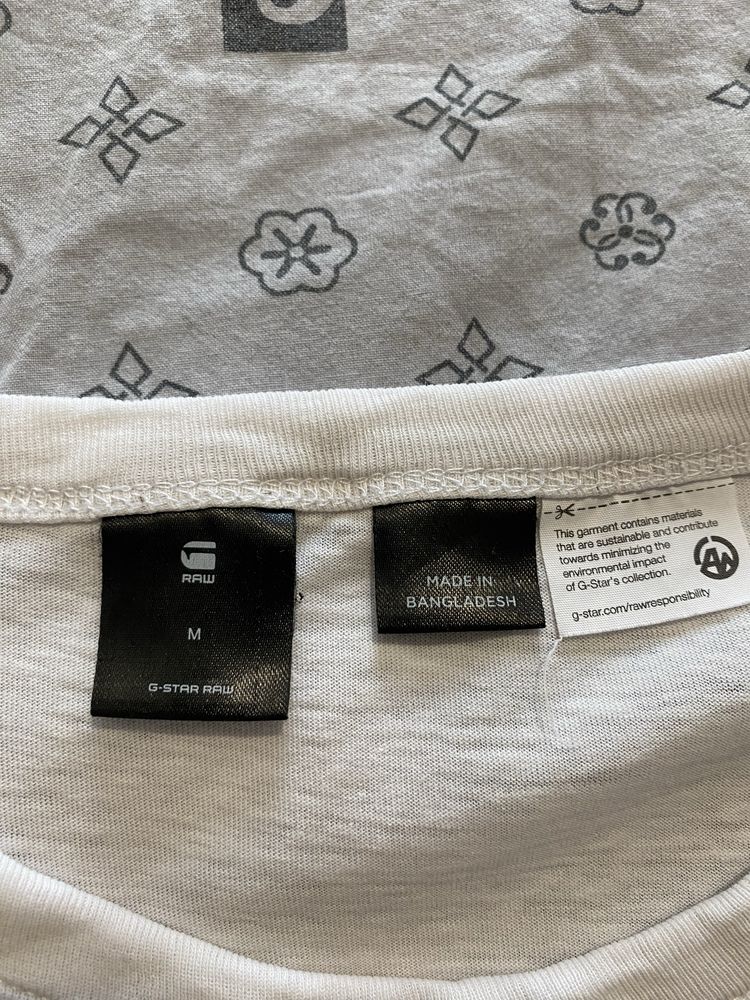 RAW
M
G-STAR RAW
MADE IN
BANGLADESH
This garment contains materials
that are sustainable and contribute
towards minimizing the
environmental impact
of G-Star's collection.
g-star.com/rawresponsibility